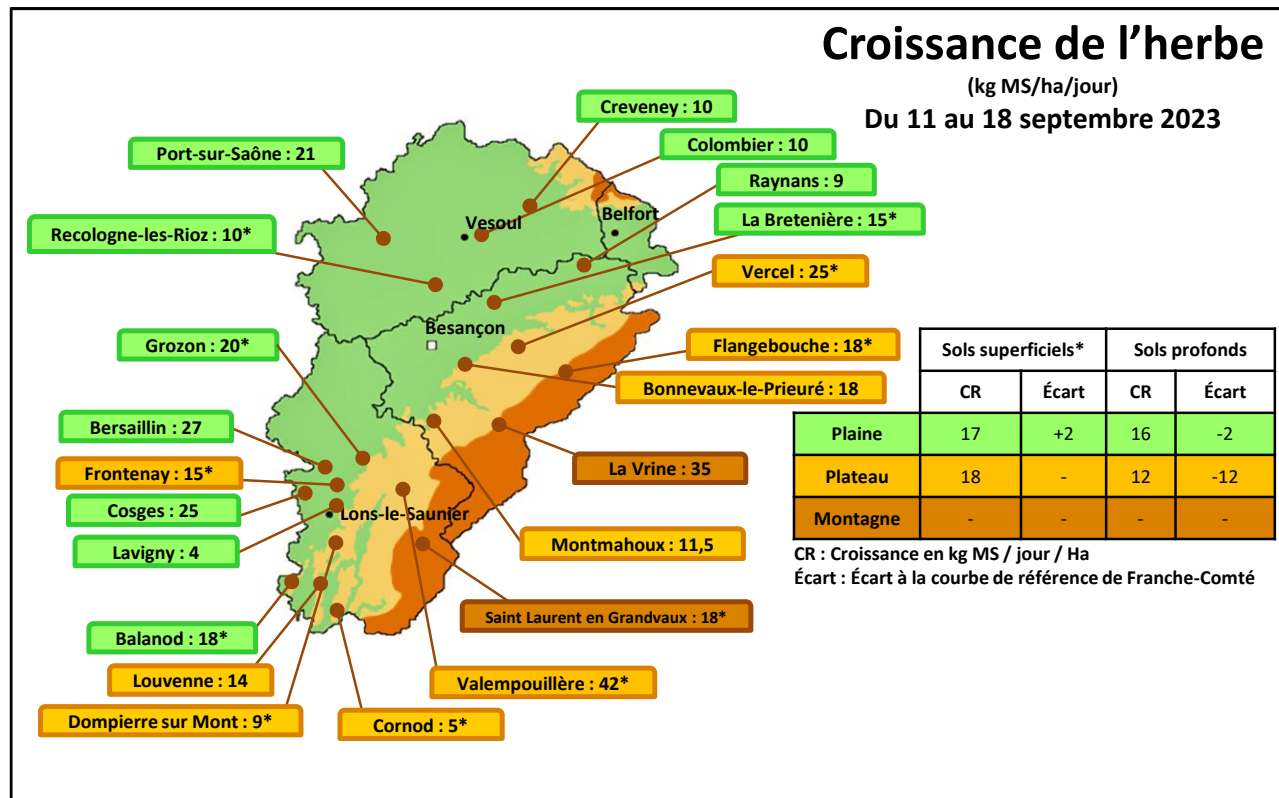 Croissance de l’herbe
(kg MS/ha/jour)
Du 11 au 18 septembre 2023
Creveney : 10
Colombier : 10
Port-sur-Saône : 21
Raynans : 9
La Bretenière : 15*
Recologne-les-Rioz : 10*
Vesoul
Belfort
Vercel : 25*
Besançon
Grozon : 20*
Flangebouche : 18*
Bonnevaux-le-Prieuré : 18
Bersaillin : 27
Frontenay : 15*
La Vrine : 35
Cosges : 25
Lons-le-Saunier
Lavigny : 4
Montmahoux : 11,5
Saint Laurent en Grandvaux : 18*
Balanod : 18*
Louvenne : 14
Valempouillère : 42*
Dompierre sur Mont : 9*
Cornod : 5*
Sols superficiels* Sols profonds
CR Écart CR Écart
Plaine 17 +2 16 -2
Plateau 18 - 12 -12
Montagne - - - -
CR : Croissance en kg MS / jour / Ha
Écart : Écart à la courbe de référence de Franche-Comté